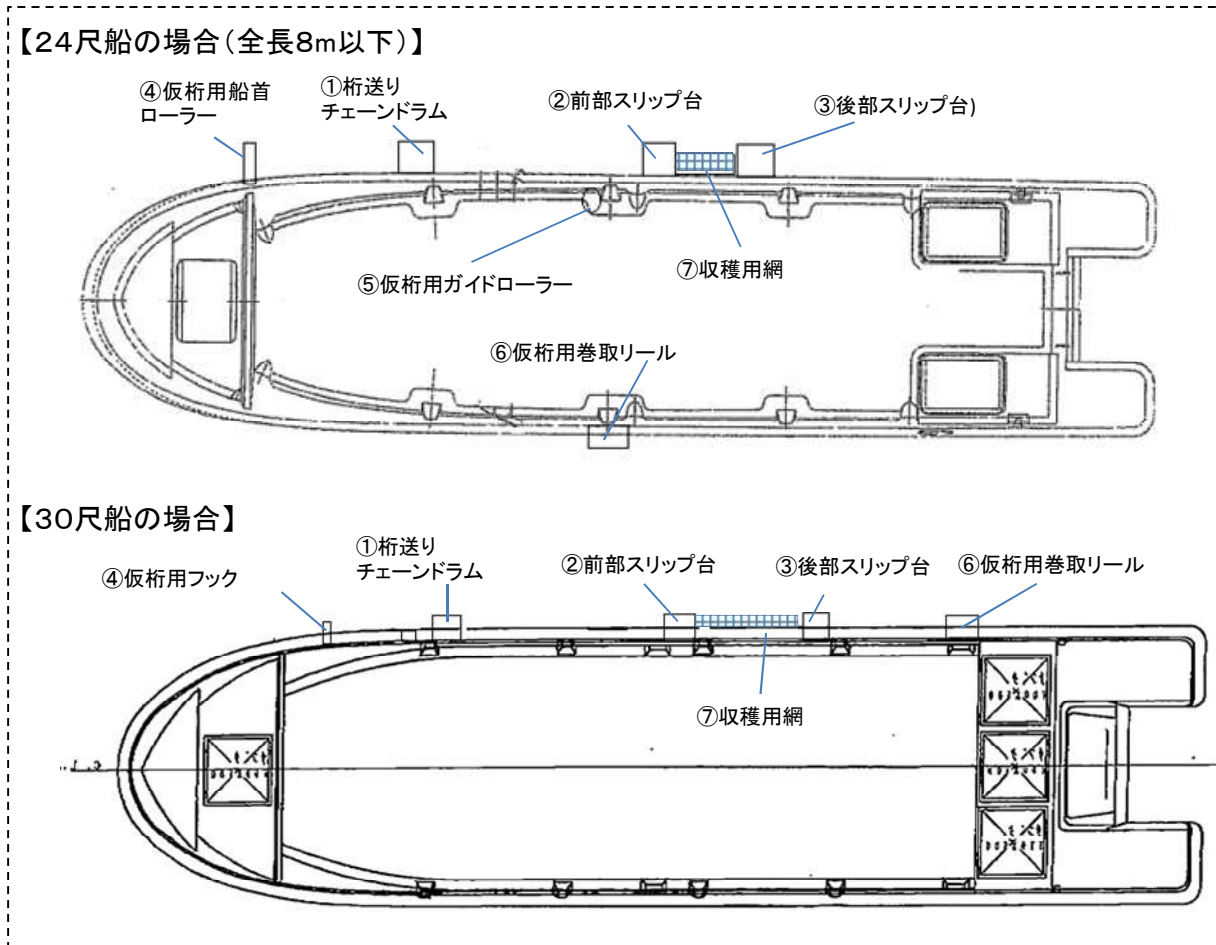 【24尺船の場合(全長8m以下)】
④仮桁用船首
ローラー
①桁送り
チェーンドラム
②前部スリップ台
③後部スリップ台)
⑤仮桁用ガイドローラー
⑦収穫用網
⑥仮桁用巻取リール
【30尺船の場合】
④仮桁用フック
①桁送り
チェーンドラム
②前部スリップ台
③後部スリップ台
⑥仮桁用巻取リール
⑦収穫用網